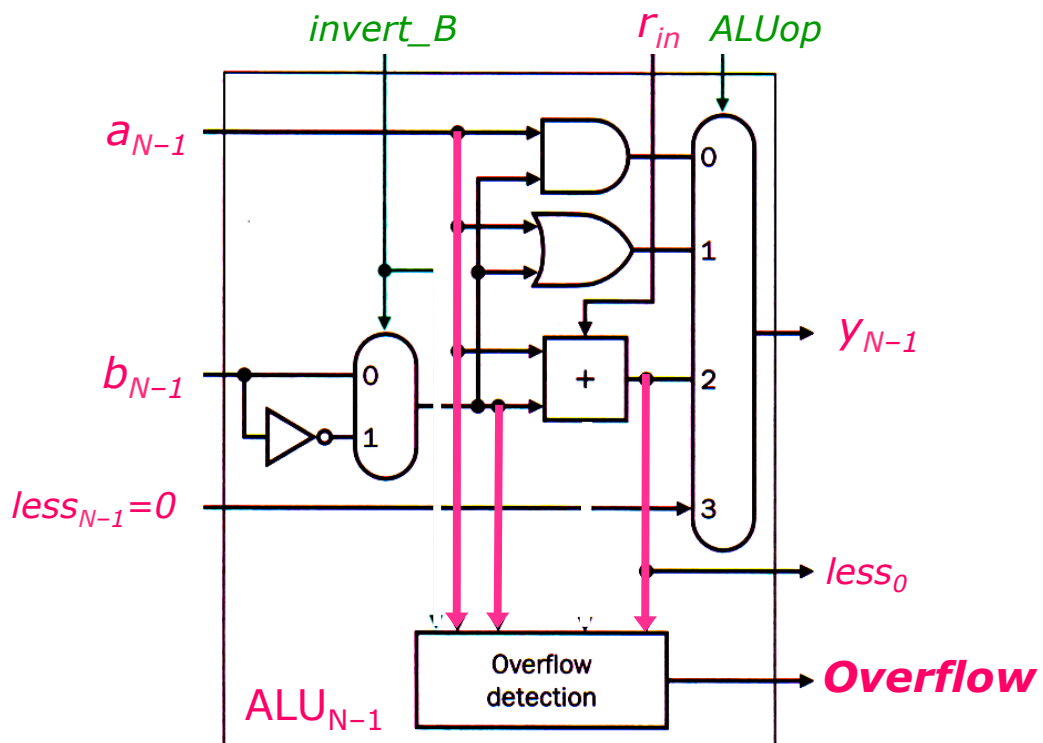 invert_B
r_in
ALUop
a_N–1
0
1
b_N–1
0
+
2
y_N–1
1
less_N–1=0
3
less_0
Overflow
detection
Overflow
ALU_N–1